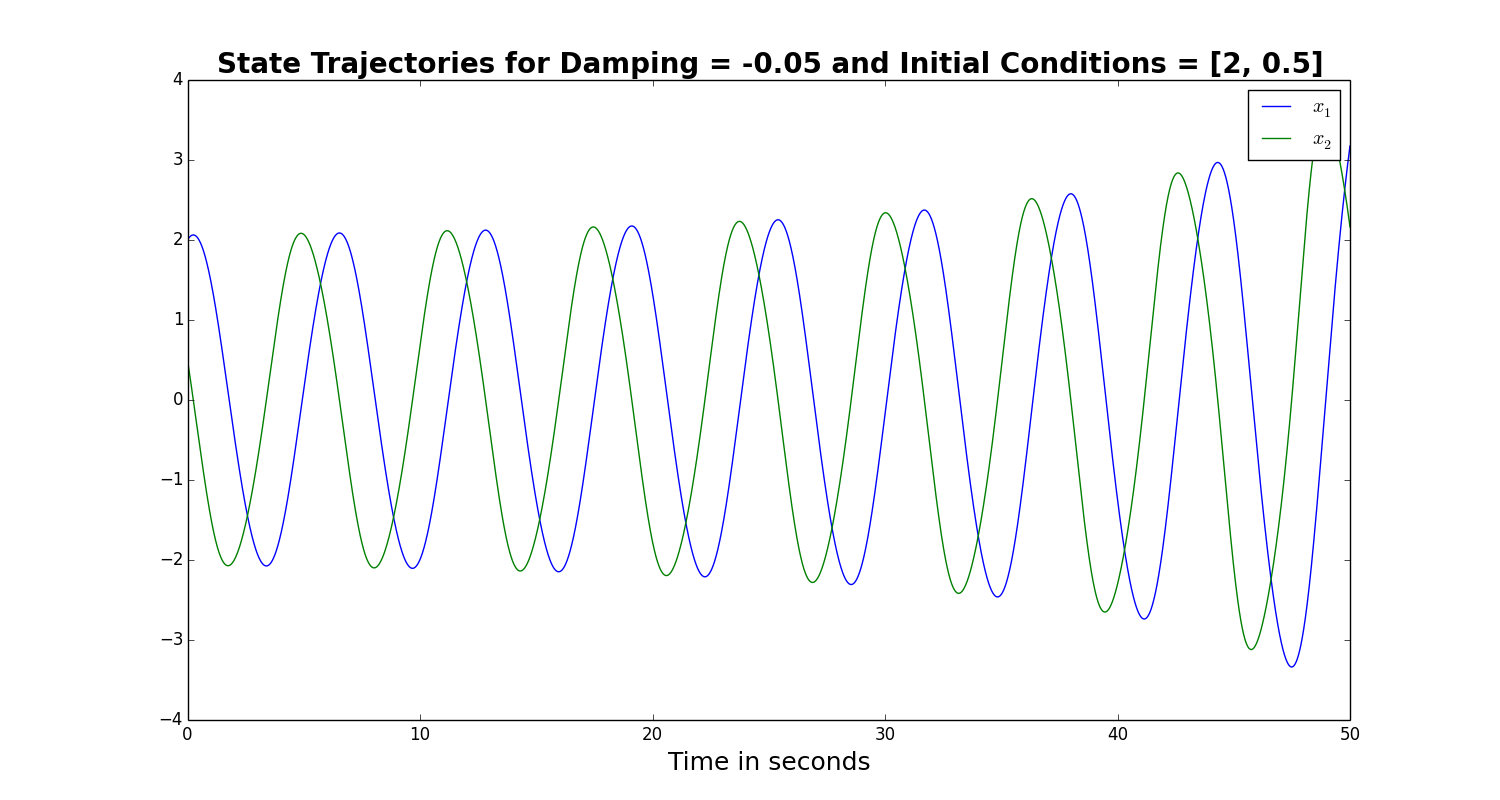 State Trajectories for Damping = -0.05 and Initial Conditions = [2, 0.5]
4
3
2
1
0
−1
−2
−3
−4
x₁
x₂
0 10 20 30 40 50
Time in seconds